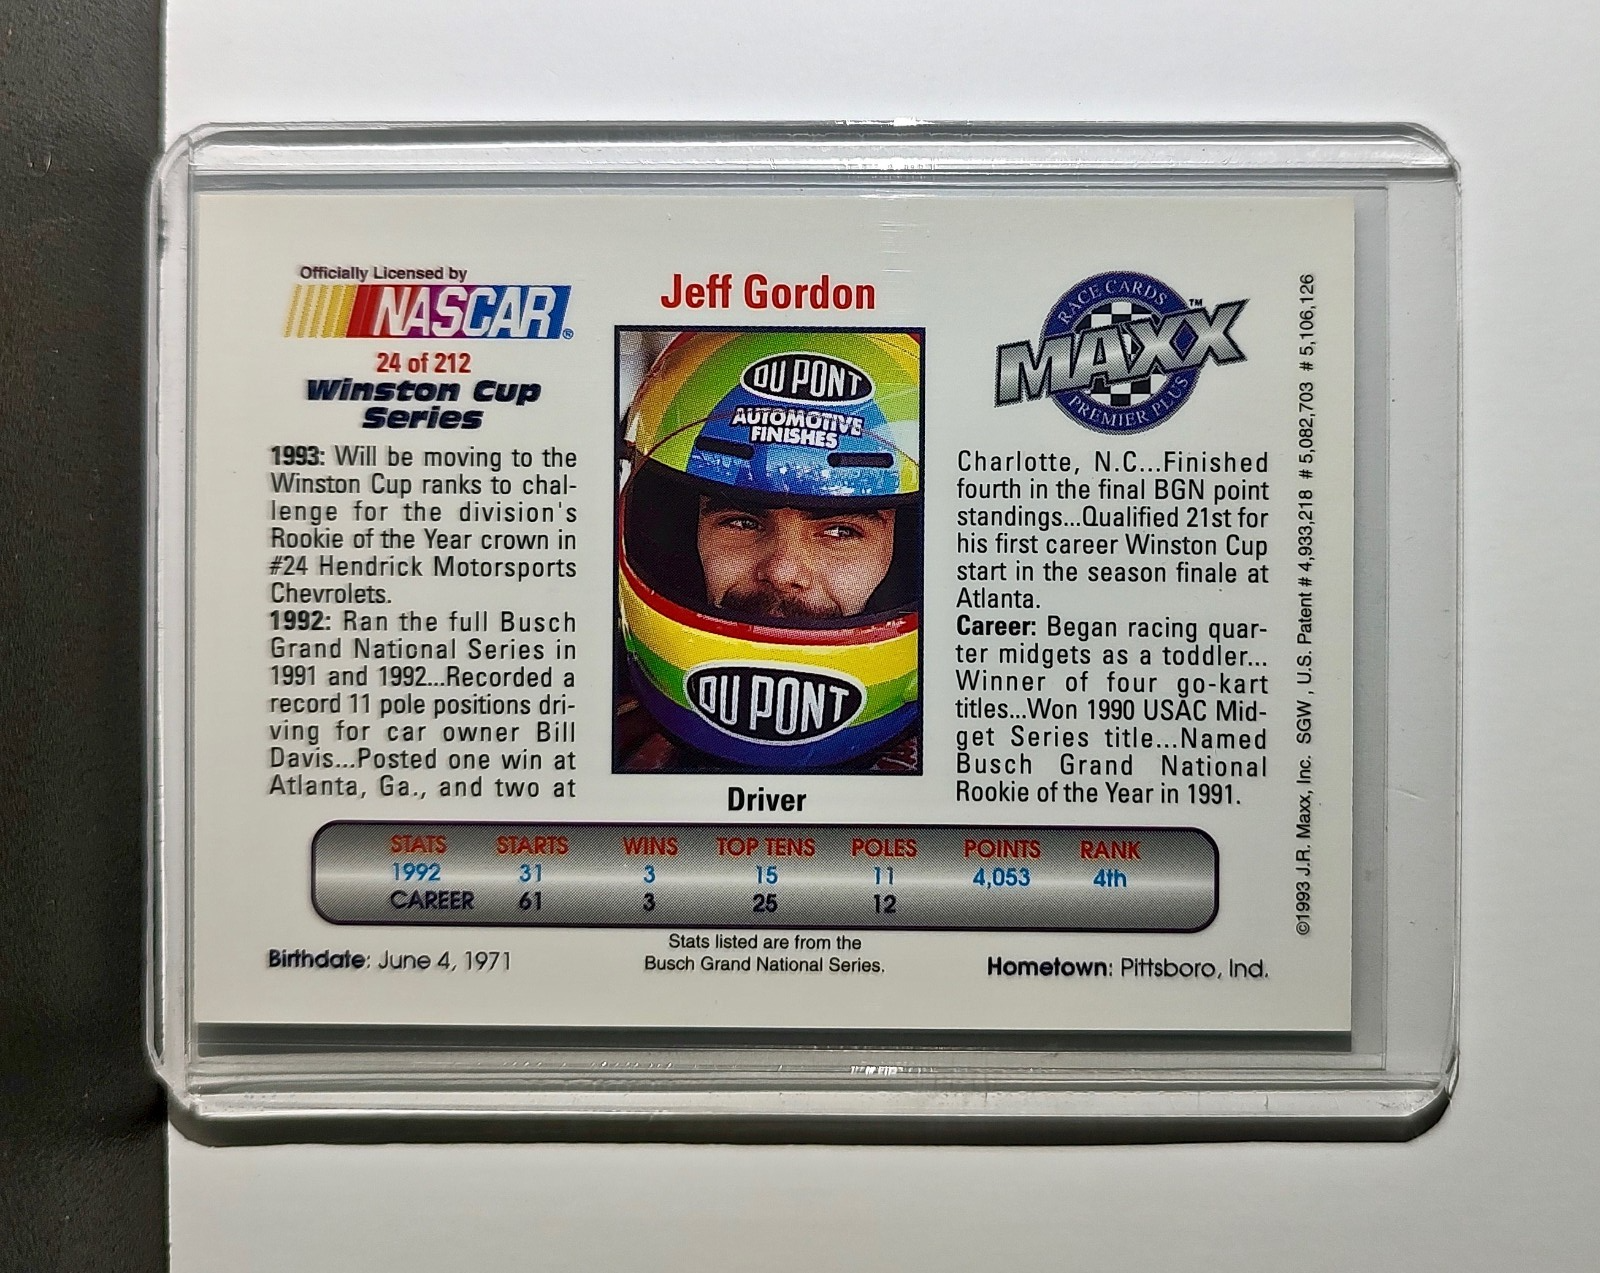 Officially Licensed by
NASCAR®
24 of 212
Winston Cup
Series
1993: Will be moving to the
Winston Cup ranks to chal-
lenge for the division's
Rookie of the Year crown in
#24 Hendrick Motorsports
Chevrolets.
1992: Ran the full Busch
Grand National Series in
1991 and 1992...Recorded a
record 11 pole positions dri-
ving for car owner Bill
Davis...Posted one win at
Atlanta, Ga., and two at
Jeff Gordon
DU PONT
AUTOMOTIVE
FINISHES
DU PONT
Driver
RACE CARDS
MAXX™
PREMIER PLUS
Charlotte, N.C...Finished
fourth in the final BGN point
standings...Qualified 21st for
his first career Winston Cup
start in the season finale at
Atlanta.
Career: Began racing quar-
ter midgets as a toddler...
Winner of four go-kart
titles...Won 1990 USAC Mid-
get Series title...Named
Busch Grand National
Rookie of the Year in 1991.
STATS STARTS WINS TOP TENS POLES POINTS RANK
1992 31 3 15 11 4,053 4th
CAREER 61 3 25 12
Stats listed are from the
Busch Grand National Series.
Birthdate: June 4, 1971
Hometown: Pittsboro, Ind.
©1993 J.R. Maxx, Inc. SGW, U.S. Patent # 4,933,218 # 5,082,703 # 5,106,126